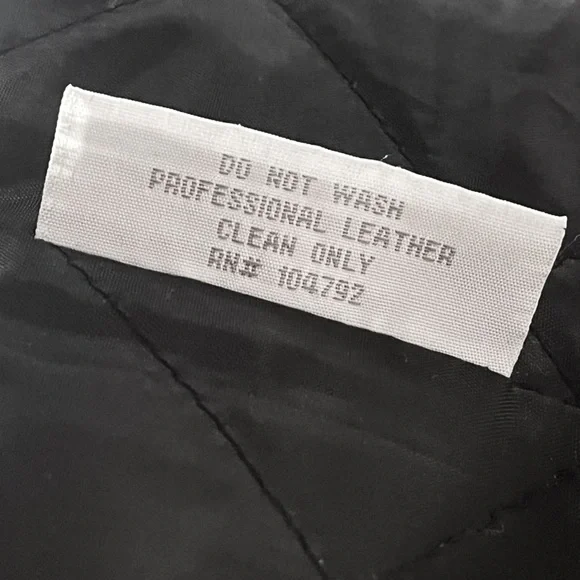 DO NOT WASH
PROFESSIONAL LEATHER
CLEAN ONLY
RN# 104792